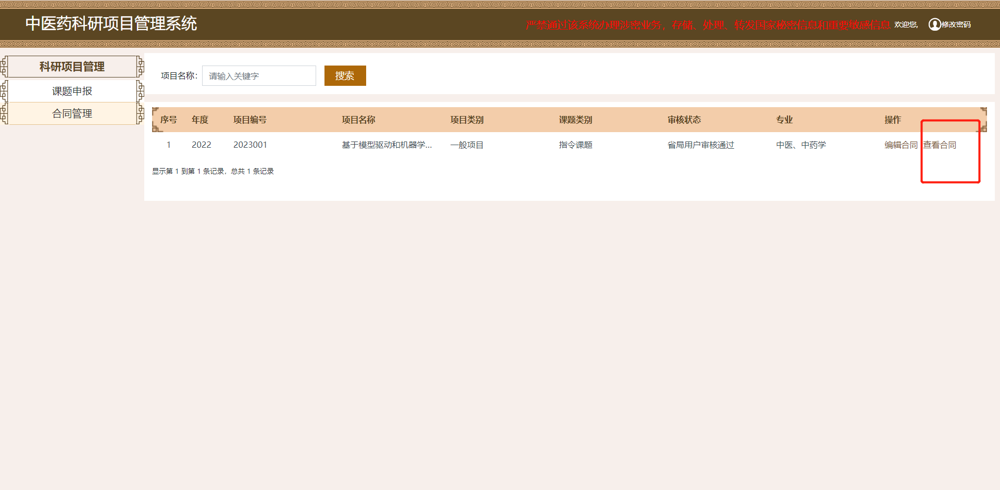 中医药科研项目管理系统
严禁通过该系统办理涉密业务，存储、处理、转发国家秘密信息和重要敏感信息 欢迎您, 修改密码
科研项目管理
课题申报
合同管理
项目名称： 请输入关键字 搜索
序号 年度 项目编号 项目名称 项目类别 课题类别 审核状态 专业 操作
1 2022 2023001 基于模型驱动和机器学... 一般项目 指令课题 省局用户审核通过 中医、中药学 编辑合同 查看合同
显示第 1 到第 1 条记录，总共 1 条记录